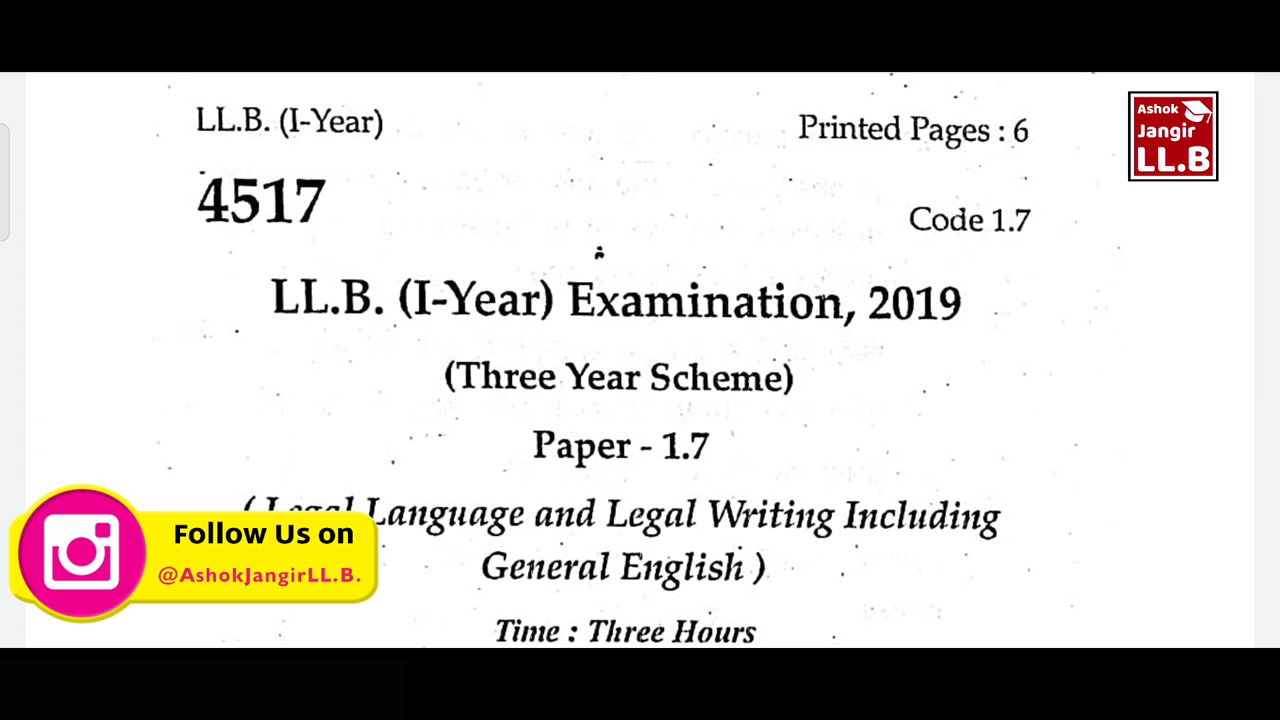 LL.B. (I-Year)
Printed Pages : 6
Ashok
Jangir
LL.B
4517
Code 1.7
LL.B. (I-Year) Examination, 2019
(Three Year Scheme)
Paper - 1.7
( Legal Language and Legal Writing Including
General English )
Follow Us on
@AshokJangirLL.B.
Time : Three Hours